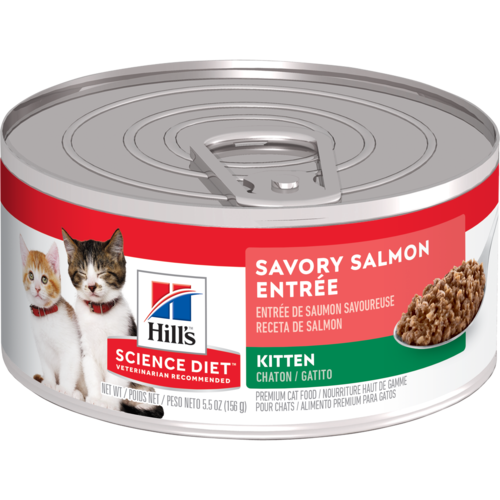 SAVORY SALMON
ENTRÉE
ENTRÉE DE SAUMON SAVOUREUSE
RECETA DE SALMON
Hill's
SCIENCE DIET™
VETERINARIAN RECOMMENDED
KITTEN
CHATON / GATITO
NET WT / POIDS NET / PESO NETO 5.5 OZ (156 g)
PREMIUM CAT FOOD / NOURRITURE HAUT DE GAMME
POUR CHATS / ALIMENTO PREMIUM PARA GATOS